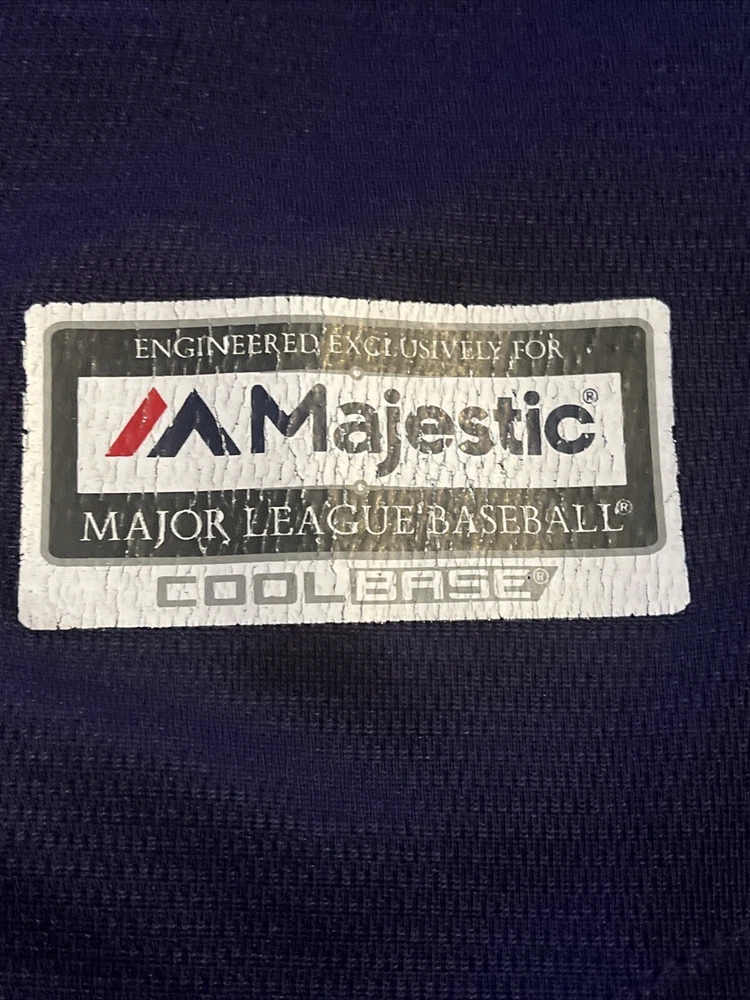 ENGINEERED EXCLUSIVELY FOR
Majestic®
MAJOR LEAGUE BASEBALL®
COOLBASE®